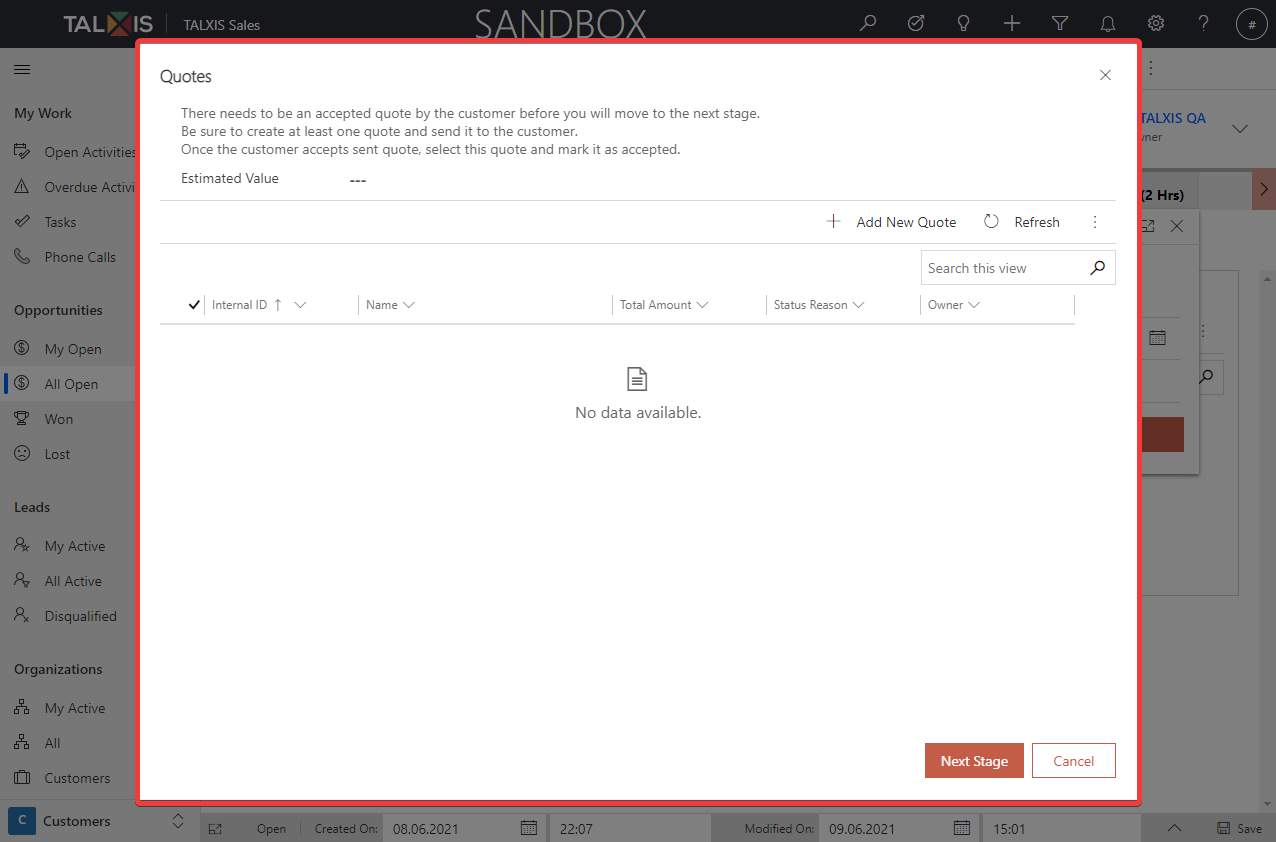 TALXIS TALXIS Sales SANDBOX #
My Work
Open Activities
Overdue Activi
Tasks
Phone Calls
Opportunities
My Open
All Open
Won
Lost
Leads
My Active
All Active
Disqualified
Organizations
My Active
All
Customers
C Customers
Quotes
There needs to be an accepted quote by the customer before you will move to the next stage.
Be sure to create at least one quote and send it to the customer.
Once the customer accepts sent quote, select this quote and mark it as accepted.
Estimated Value ---
Add New Quote Refresh
Search this view
Internal ID Name Total Amount Status Reason Owner
No data available.
Next Stage Cancel
TALXIS QA
wner
(2 Hrs)
Open Created On: 08.06.2021 22:07 Modified On: 09.06.2021 15:01 Save